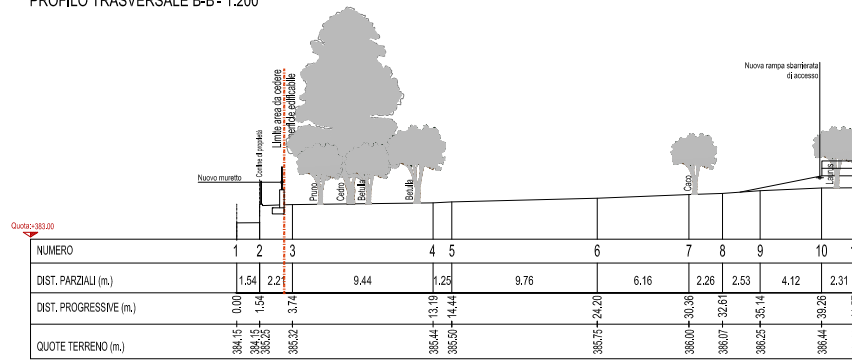 PROFILO TRASVERSALE B-B - 1:200
Nuova rampa sbarrierata
di accesso
Limite area da cedere
Confine di proprietà
Nuovo muretto
Pruno
Cedro
Betulla
Betulla
Caco
Laurus
Quota:+383.00
NUMERO 1 2 3 4 5 6 7 8 9 10
DIST. PARZIALI (m.) 1.54 2.21 9.44 1.25 9.76 6.16 2.26 2.53 4.12 2.31
DIST. PROGRESSIVE (m.) 0.00 1.54 3.74 13.19 14.44 24.20 30.36 32.61 35.14 39.26
QUOTE TERRENO (m.) 384.15 384.15 385.25 385.32 385.44 385.50 385.75 386.00 386.07 386.25 386.44